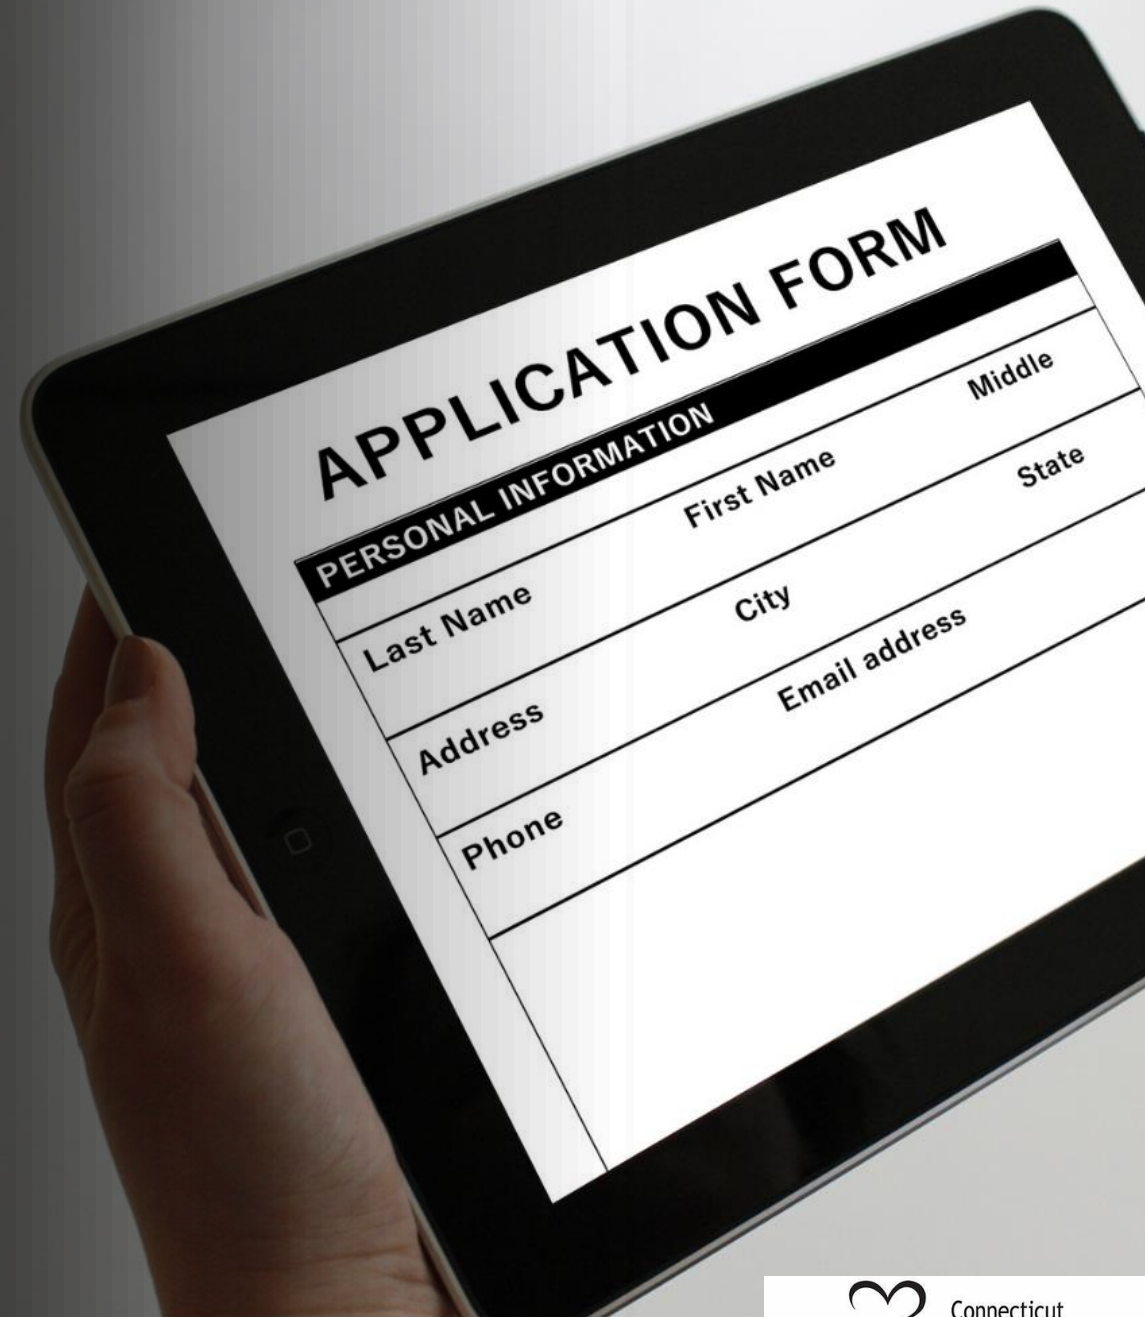 APPLICATION FORM
PERSONAL INFORMATION
Last Name First Name Middle
Address City State
Phone Email address
Connecticut